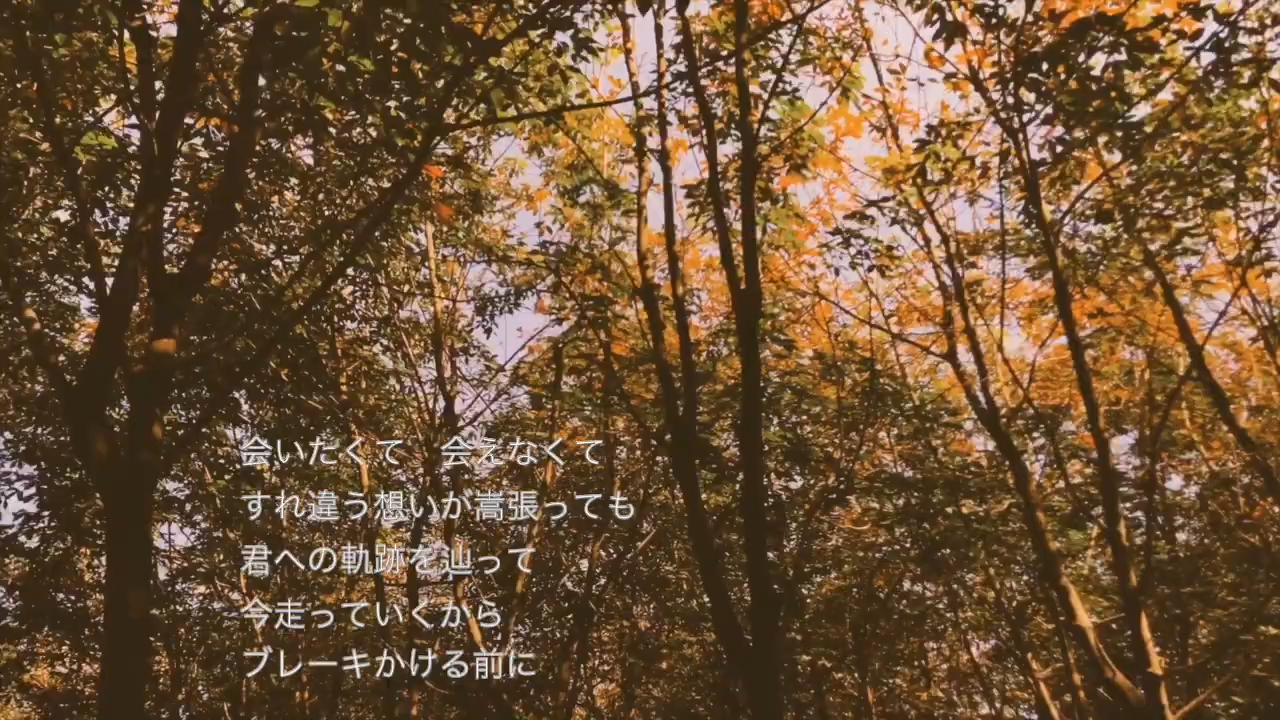 会いたくて　会えなくて
すれ違う想いが嵩張っても
君への軌跡を辿って
今走っていくから
ブレーキかける前に